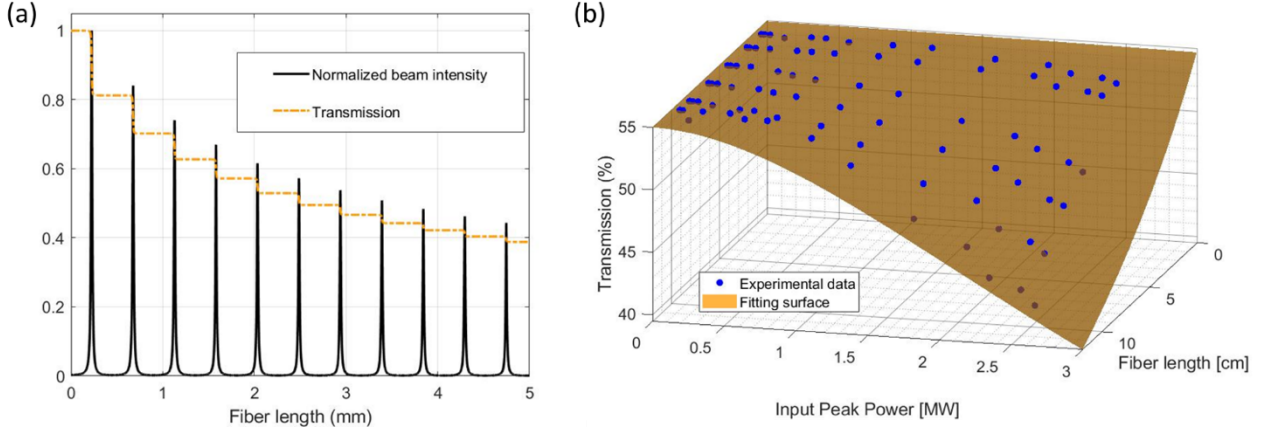 (a)
1
0.8
0.6
0.4
0.2
0
0
1
2
3
4
5
Fiber length (mm)
Normalized beam intensity
Transmission
(b)
55
50
45
40
Transmission (%)
0
0.5
1
1.5
2
2.5
3
Input Peak Power [MW]
0
5
10
Fiber length [cm]
Experimental data
Fitting surface